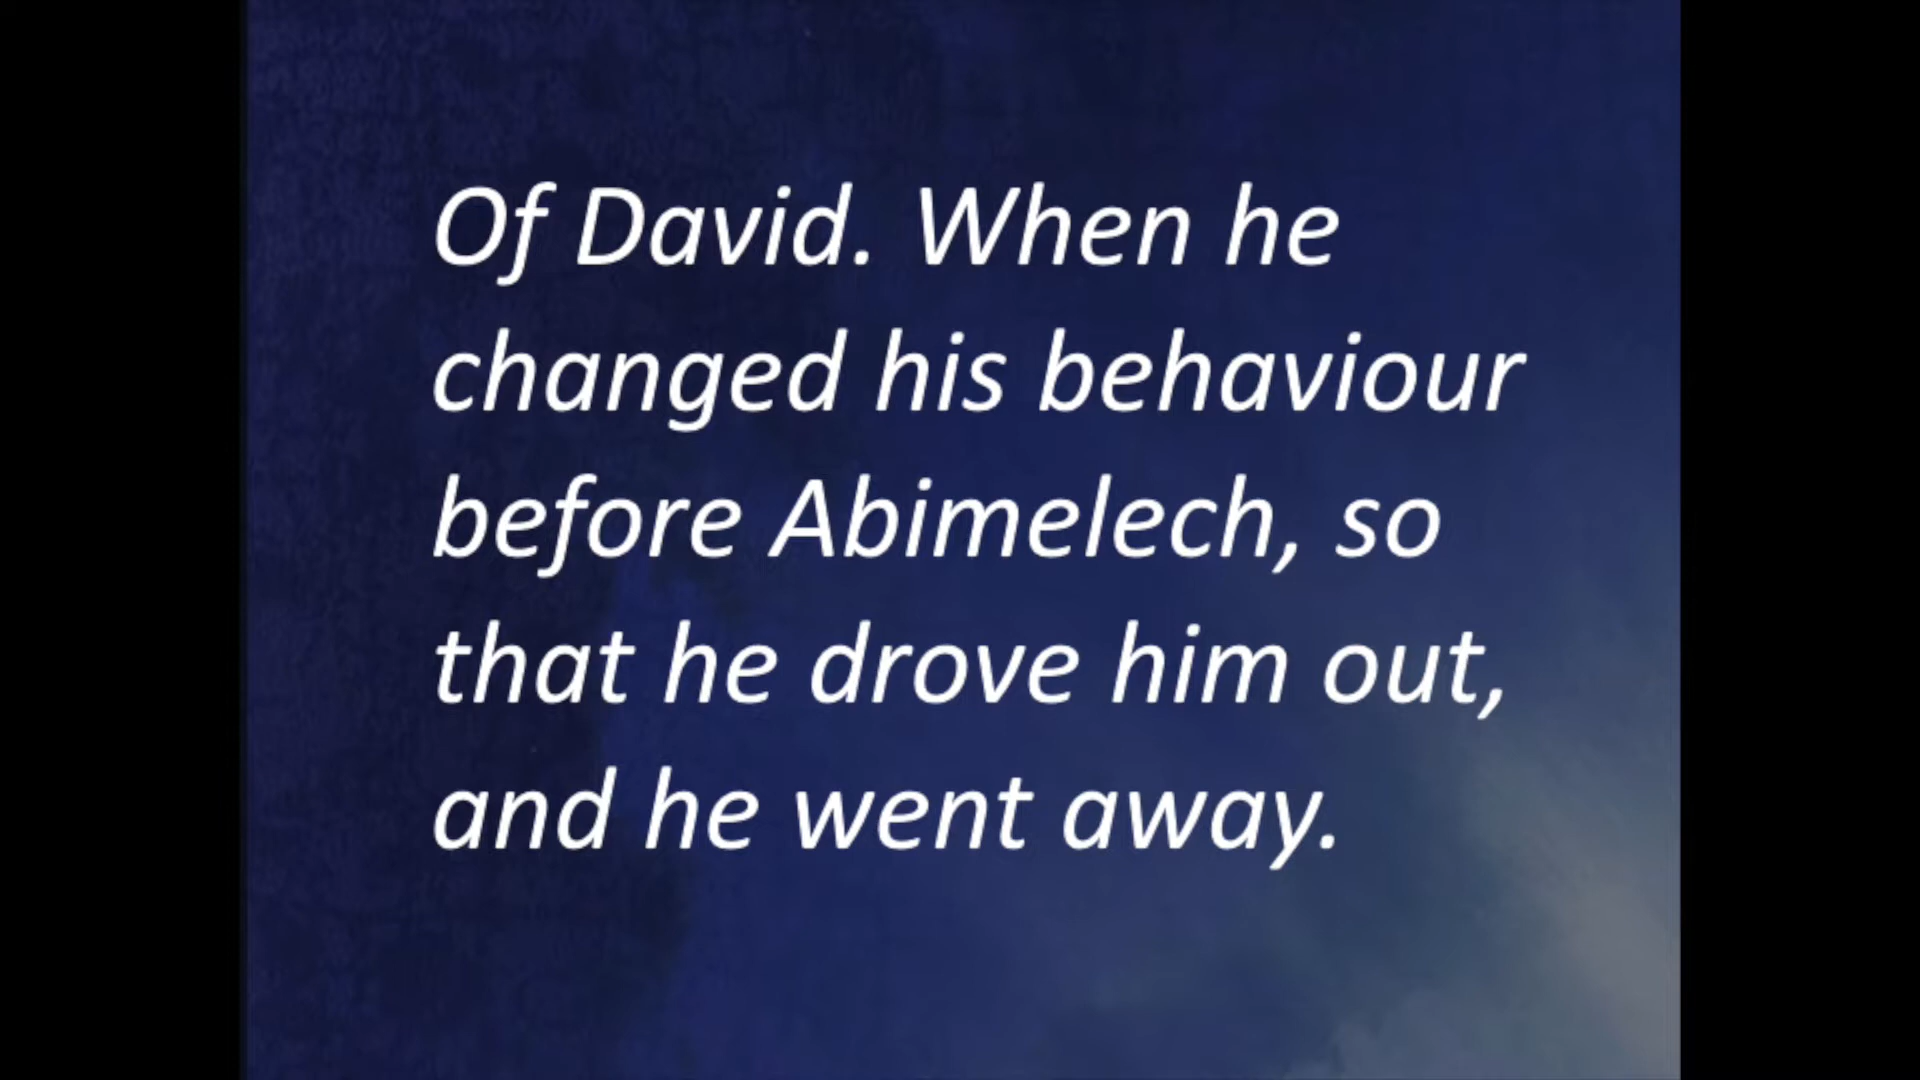 Of David. When he
changed his behaviour
before Abimelech, so
that he drove him out,
and he went away.